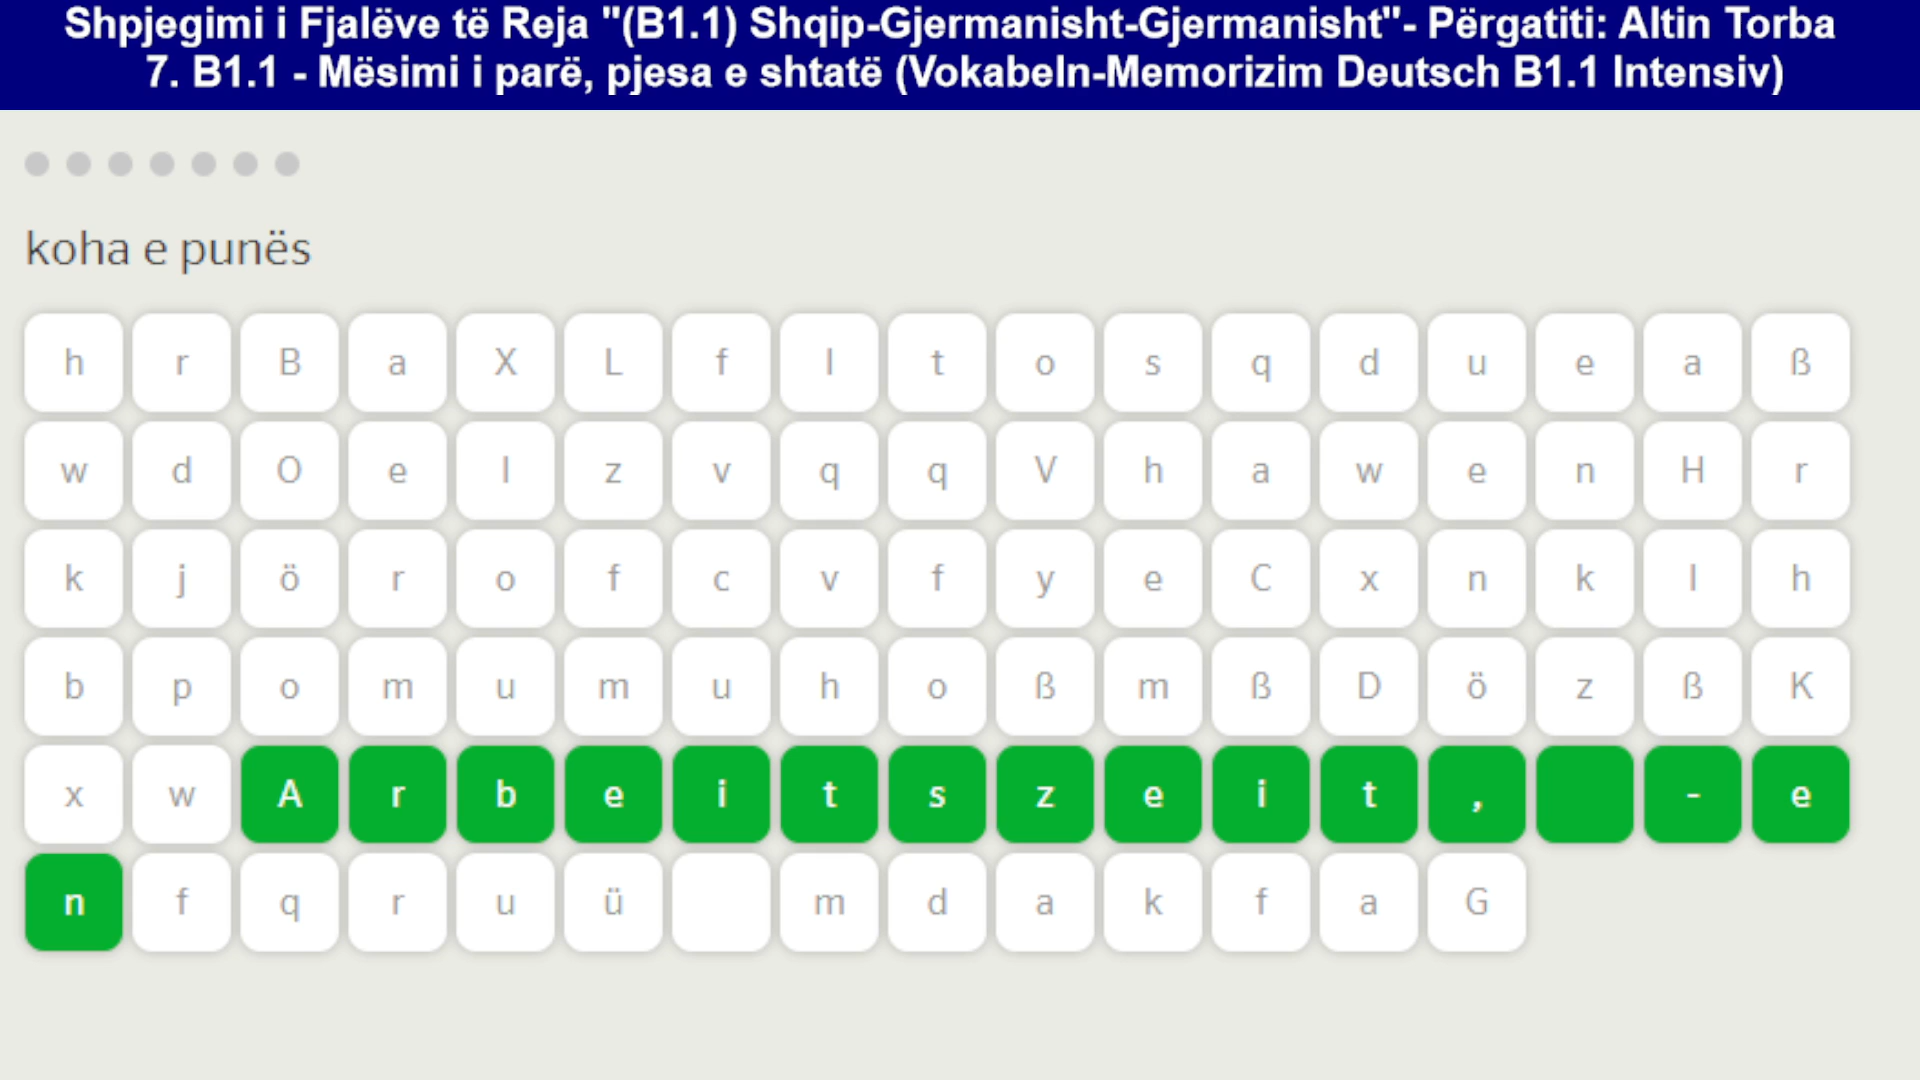 Shpjegimi i Fjalëve të Reja "(B1.1) Shqip-Gjermanisht-Gjermanisht"- Përgatiti: Altin Torba
7. B1.1 - Mësimi i parë, pjesa e shtatë (Vokabeln-Memorizim Deutsch B1.1 Intensiv)
koha e punës
h r B a X L f l t o s q d u e a ß
w d O e l z v q q V h a w e n H r
k j ö r o f c v f y e C x n k l h
b p o m u m u h o ß m ß D ö z ß K
x w A r b e i t s z e i t , - e
n f q r u ü m d a k f a G